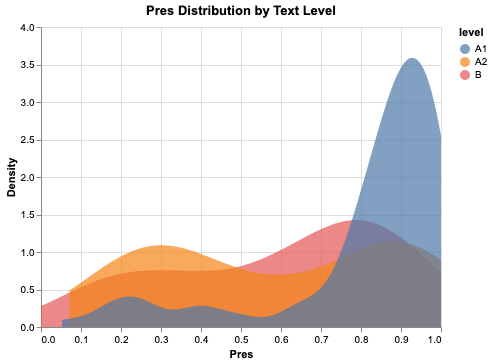 Pres Distribution by Text Level
level
A1
A2
B
4.0
3.5
3.0
2.5
2.0
1.5
1.0
0.5
0.0
Density
0.0 0.1 0.2 0.3 0.4 0.5 0.6 0.7 0.8 0.9 1.0
Pres